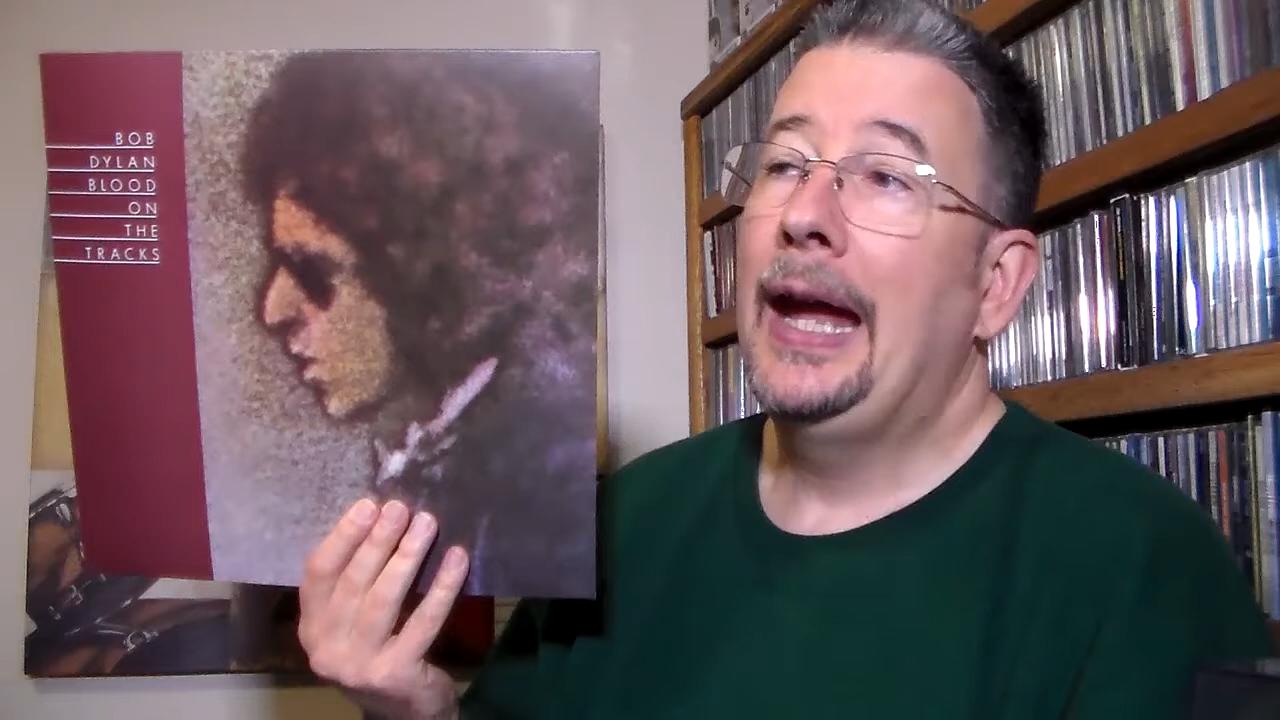 BOB
DYLAN
BLOOD
ON
THE
TRACKS